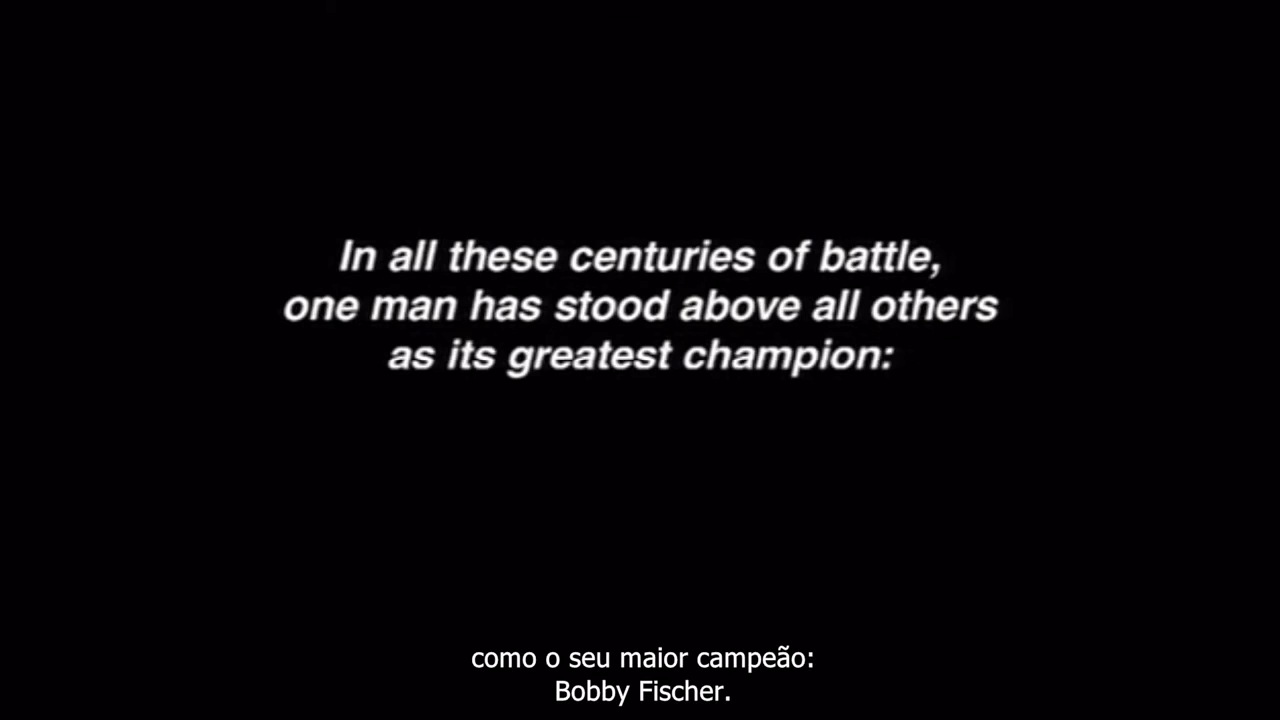 In all these centuries of battle,
one man has stood above all others
as its greatest champion:
como o seu maior campeão:
Bobby Fischer.